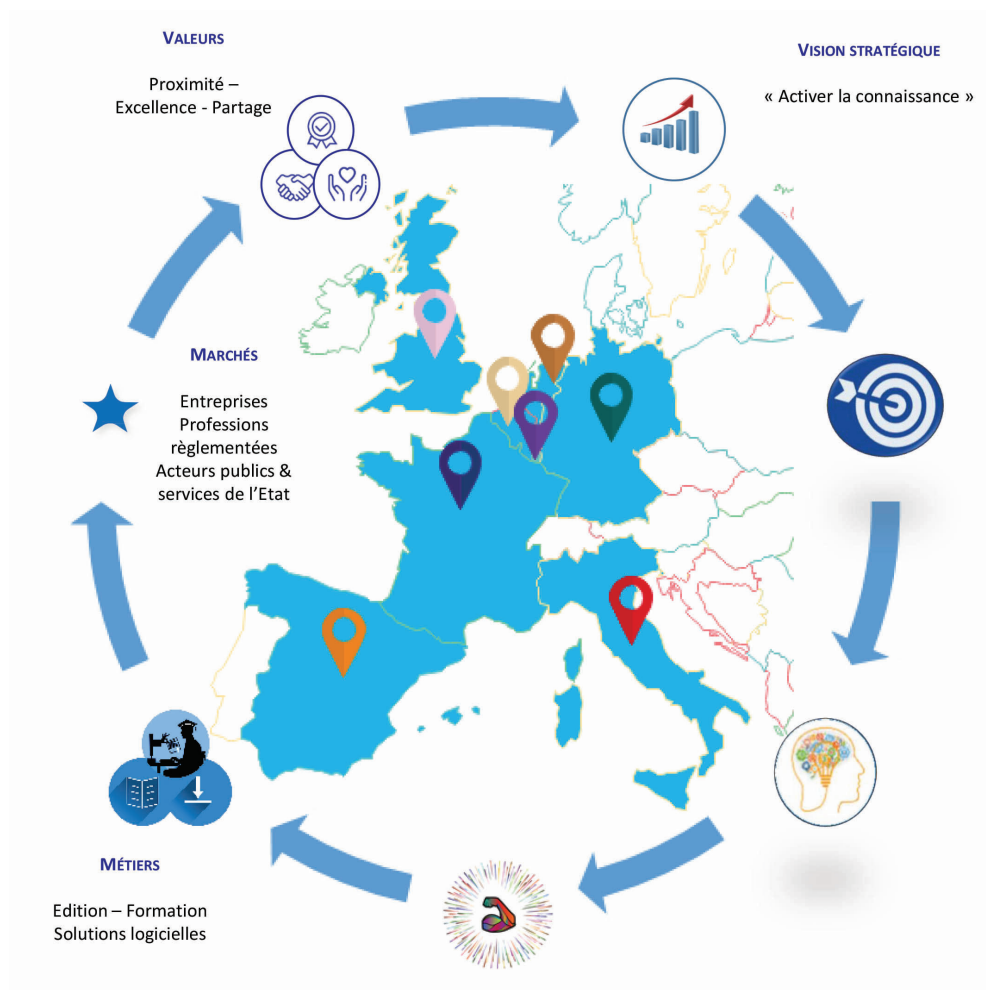 VALEURS
Proximité –
Excellence - Partage
VISION STRATÉGIQUE
« Activer la connaissance »
MARCHÉS
Entreprises
Professions
règlementées
Acteurs publics &
services de l'Etat
MÉTIERS
Edition – Formation
Solutions logicielles